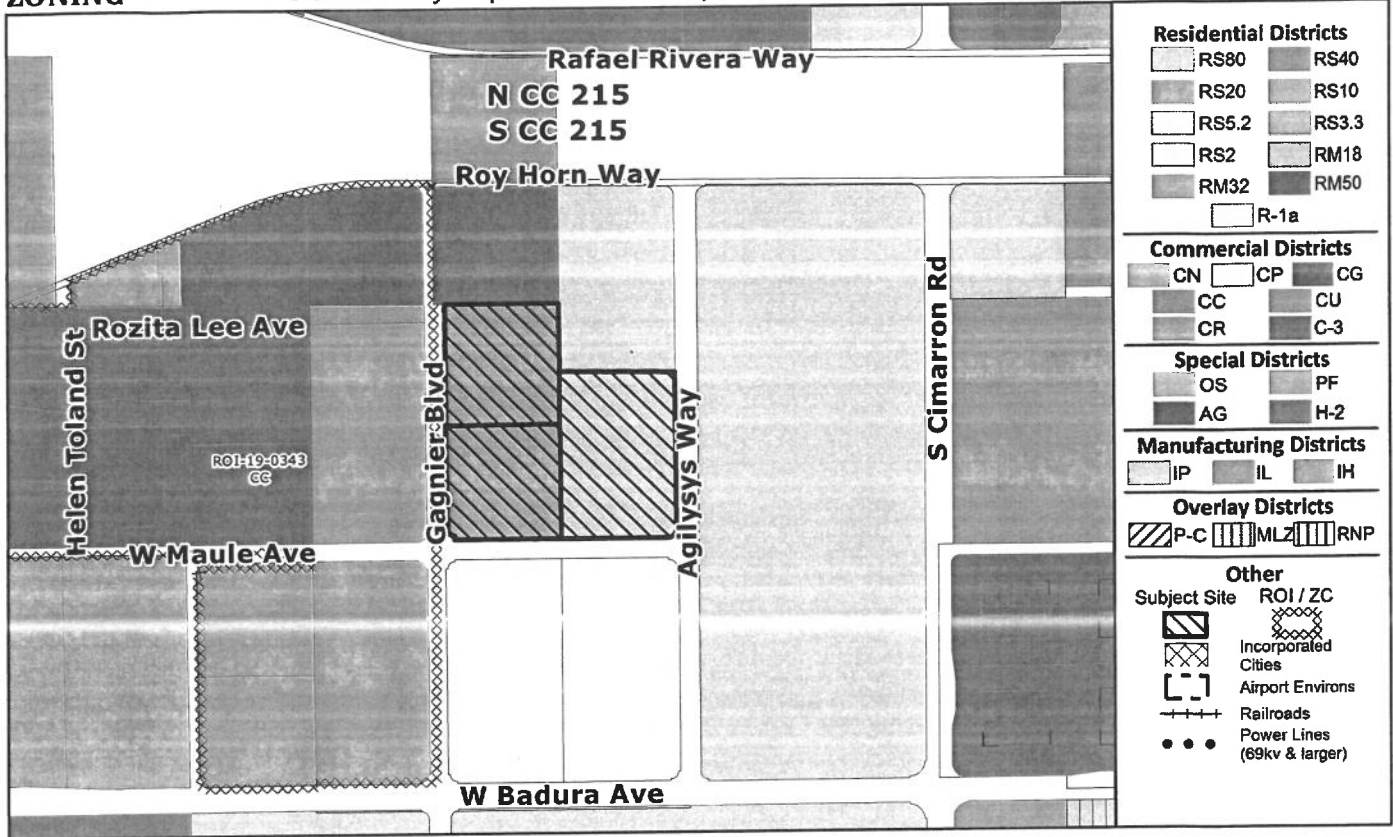 ZONING
Rafael Rivera Way
N CC 215
S CC 215
Roy Horn Way
Rozita Lee Ave
Helen Toland St
Gagnier Blvd
S Cimarron Rd
Agilysys Way
ROI-19-0343
CC
W Maule Ave
W Badura Ave
Residential Districts
RS80 RS40
RS20 RS10
RS5.2 RS3.3
RS2 RM18
RM32 RM50
R-1a
Commercial Districts
CN CP CG
CC CU
CR C-3
Special Districts
OS PF
AG H-2
Manufacturing Districts
IP IL IH
Overlay Districts
P-C MLZ RNP
Other
Subject Site ROI / ZC
Incorporated
Cities
Airport Environs
Railroads
Power Lines
(69kv & larger)